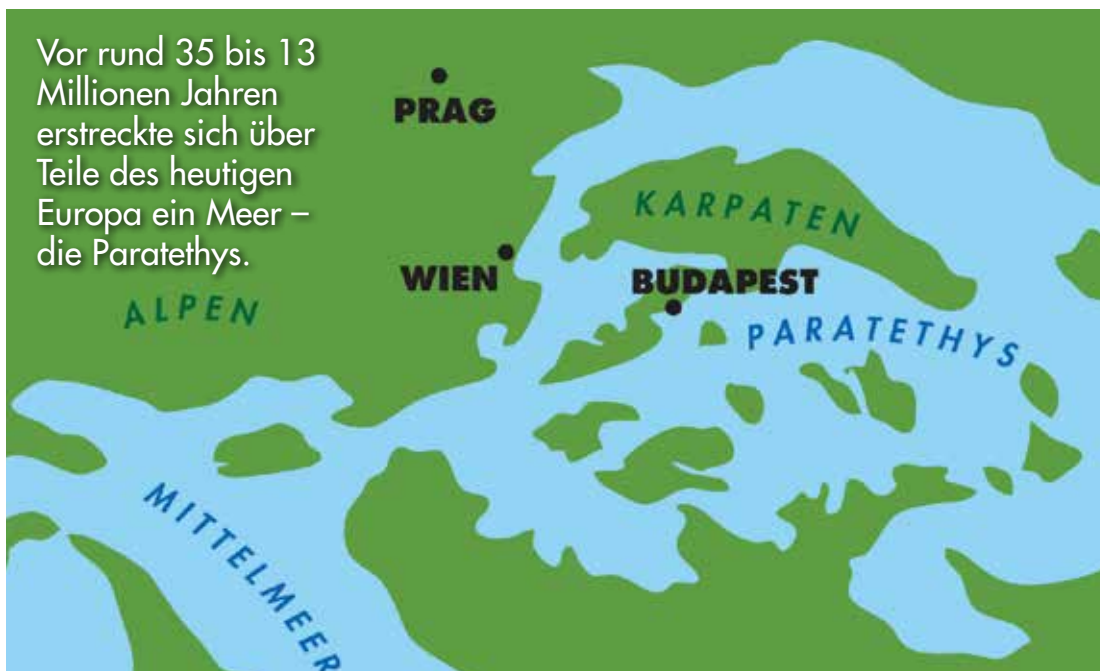 Vor rund 35 bis 13
Millionen Jahren
erstreckte sich über
Teile des heutigen
Europa ein Meer –
die Paratethys.
PRAG
KARPATEN
WIEN
BUDAPEST
ALPEN
PARATETHYS
MITTELMEER